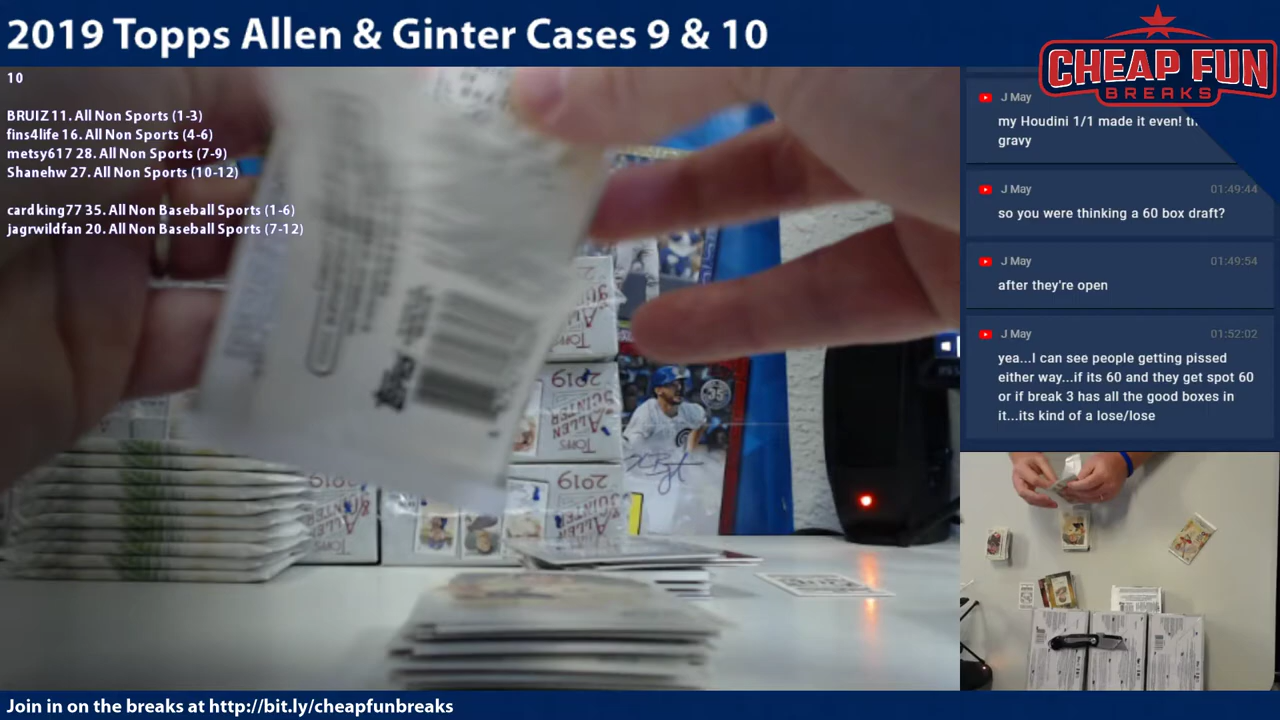 2019 Topps Allen & Ginter Cases 9 & 10
CHEAP FUN
BREAKS
10
BRUIZ 11. All Non Sports (1-3)
fins4life 16. All Non Sports (4-6)
metsy617 28. All Non Sports (7-9)
Shanehw 27. All Non Sports (10-12)
cardking77 35. All Non Baseball Sports (1-6)
jagrwildfan 20. All Non Baseball Sports (7-12)
J May
my Houdini 1/1 made it even!
gravy
J May 01:49:44
so you were thinking a 60 box draft?
J May 01:49:54
after they're open
J May 01:52:02
yea...I can see people getting pissed
either way...if its 60 and they get spot 60
or if break 3 has all the good boxes in
it...its kind of a lose/lose
2019
ALLEN
GINTER
TOPPS
2019
ALLEN
35
Join in on the breaks at http://bit.ly/cheapfunbreaks